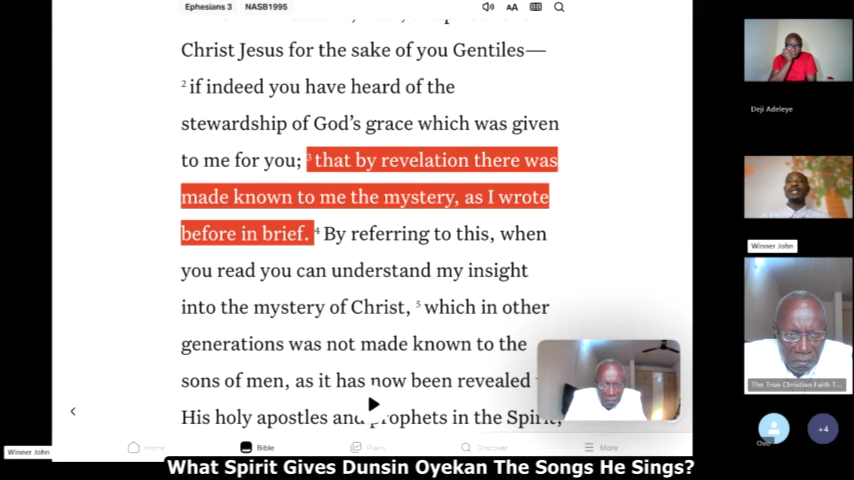 Ephesians 3 NASB1995
AA
Christ Jesus for the sake of you Gentiles—
2 if indeed you have heard of the
stewardship of God's grace which was given
to me for you; 3 that by revelation there was
made known to me the mystery, as I wrote
before in brief. 4 By referring to this, when
you read you can understand my insight
into the mystery of Christ, 5 which in other
generations was not made known to the
sons of men, as it has now been revealed
His holy apostles and prophets in the Spirit,
Home Bible Plans Discover More
Winner John
What Spirit Gives Dunsin Oyekan The Songs He Sings?
Deji Adeleye
Winner John
The True Christian Faith T...
Ovo
+4